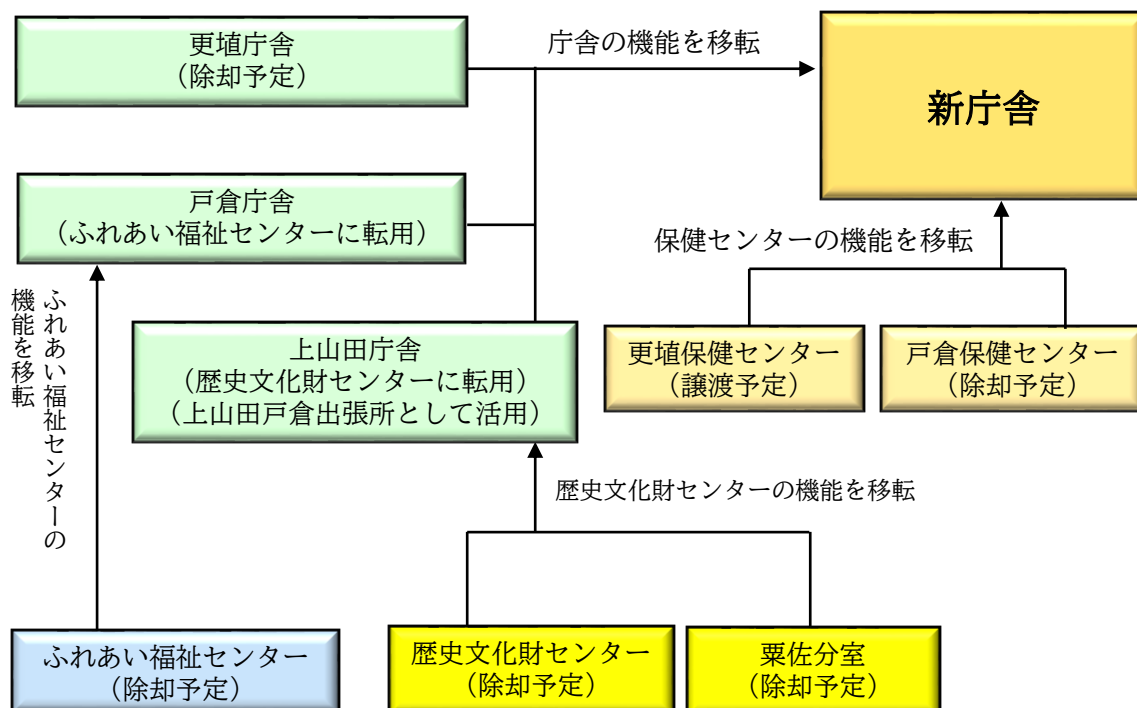 更埴庁舎
（除却予定）
庁舎の機能を移転
新庁舎
戸倉庁舎
（ふれあい福祉センターに転用）
保健センターの機能を移転
ふれあい福祉センターの
機能を移転
上山田庁舎
（歴史文化財センターに転用）
（上山田戸倉出張所として活用）
更埴保健センター
（譲渡予定）
戸倉保健センター
（除却予定）
歴史文化財センターの機能を移転
ふれあい福祉センター
（除却予定）
歴史文化財センター
（除却予定）
粟佐分室
（除却予定）